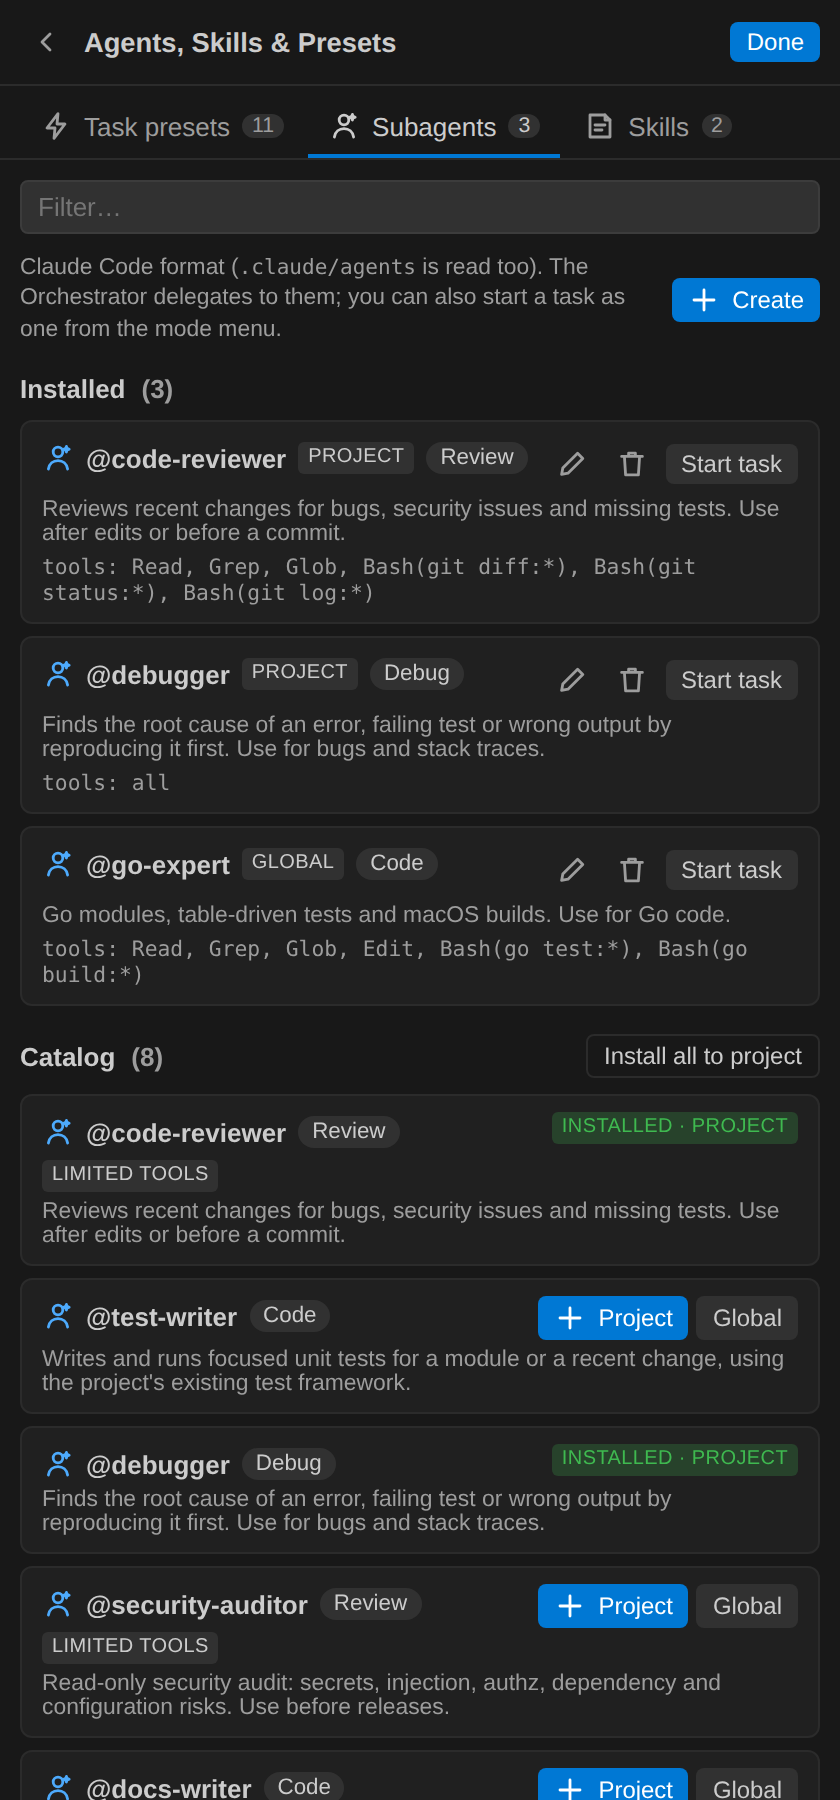 Agents, Skills & Presets
Done
Task presets 11
Subagents 3
Skills 2
Filter…
Claude Code format (.claude/agents is read too). The
Orchestrator delegates to them; you can also start a task as
one from the mode menu.
Create
Installed (3)
@code-reviewer PROJECT Review Start task
Reviews recent changes for bugs, security issues and missing tests. Use
after edits or before a commit.
tools: Read, Grep, Glob, Bash(git diff:*), Bash(git
status:*), Bash(git log:*)
@debugger PROJECT Debug Start task
Finds the root cause of an error, failing test or wrong output by
reproducing it first. Use for bugs and stack traces.
tools: all
@go-expert GLOBAL Code Start task
Go modules, table-driven tests and macOS builds. Use for Go code.
tools: Read, Grep, Glob, Edit, Bash(go test:*), Bash(go
build:*)
Catalog (8) Install all to project
@code-reviewer Review INSTALLED · PROJECT
LIMITED TOOLS
Reviews recent changes for bugs, security issues and missing tests. Use
after edits or before a commit.
@test-writer Code Project Global
Writes and runs focused unit tests for a module or a recent change, using
the project's existing test framework.
@debugger Debug INSTALLED · PROJECT
Finds the root cause of an error, failing test or wrong output by
reproducing it first. Use for bugs and stack traces.
@security-auditor Review Project Global
LIMITED TOOLS
Read-only security audit: secrets, injection, authz, dependency and
configuration risks. Use before releases.
@docs-writer Code Project Global